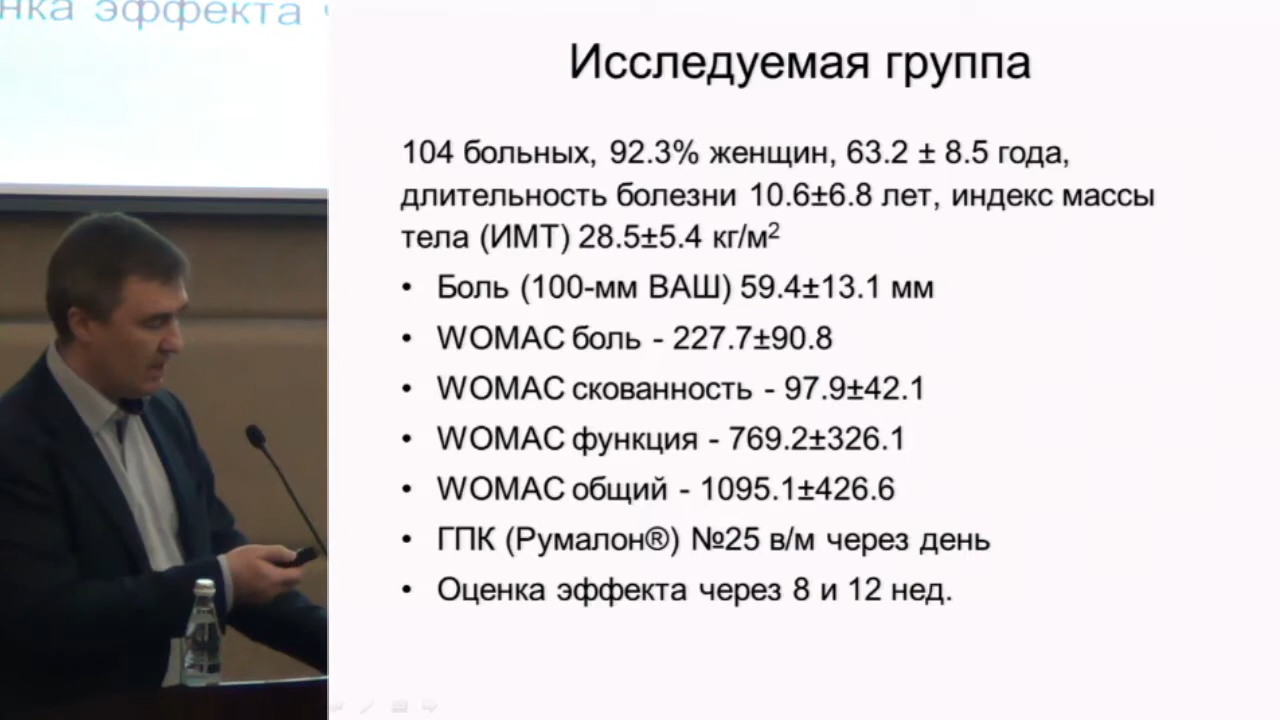 нка эффекта
Исследуемая группа
104 больных, 92.3% женщин, 63.2 ± 8.5 года,
длительность болезни 10.6±6.8 лет, индекс массы
тела (ИМТ) 28.5±5.4 кг/м²
• Боль (100-мм ВАШ) 59.4±13.1 мм
• WOMAC боль - 227.7±90.8
• WOMAC скованность - 97.9±42.1
• WOMAC функция - 769.2±326.1
• WOMAC общий - 1095.1±426.6
• ГПК (Румалон®) №25 в/м через день
• Оценка эффекта через 8 и 12 нед.